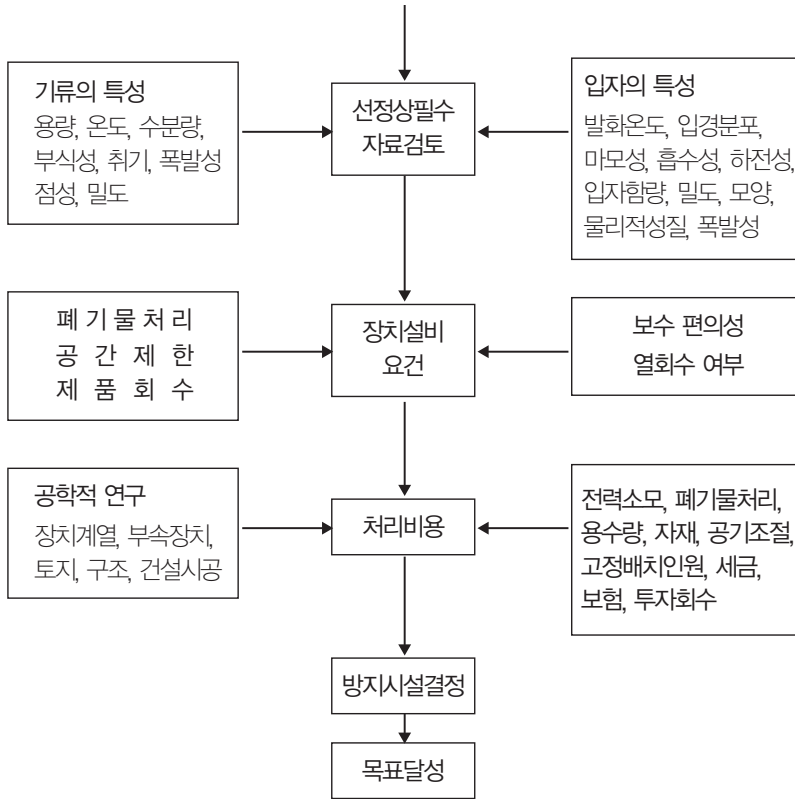 기류의 특성
용량, 온도, 수분량,
부식성, 취기, 폭발성
점성, 밀도
선정상필수
자료검토
입자의 특성
발화온도, 입경분포,
마모성, 흡수성, 하전성,
입자함량, 밀도, 모양,
물리적성질, 폭발성
폐 기 물 처 리
공 간 제 한
제 품 회 수
장치설비
요건
보수 편의성
열회수 여부
공학적 연구
장치계열, 부속장치,
토지, 구조, 건설시공
처리비용
전력소모, 폐기물처리,
용수량, 자재, 공기조절,
고정배치인원, 세금,
보험, 투자회수
방지시설결정
목표달성